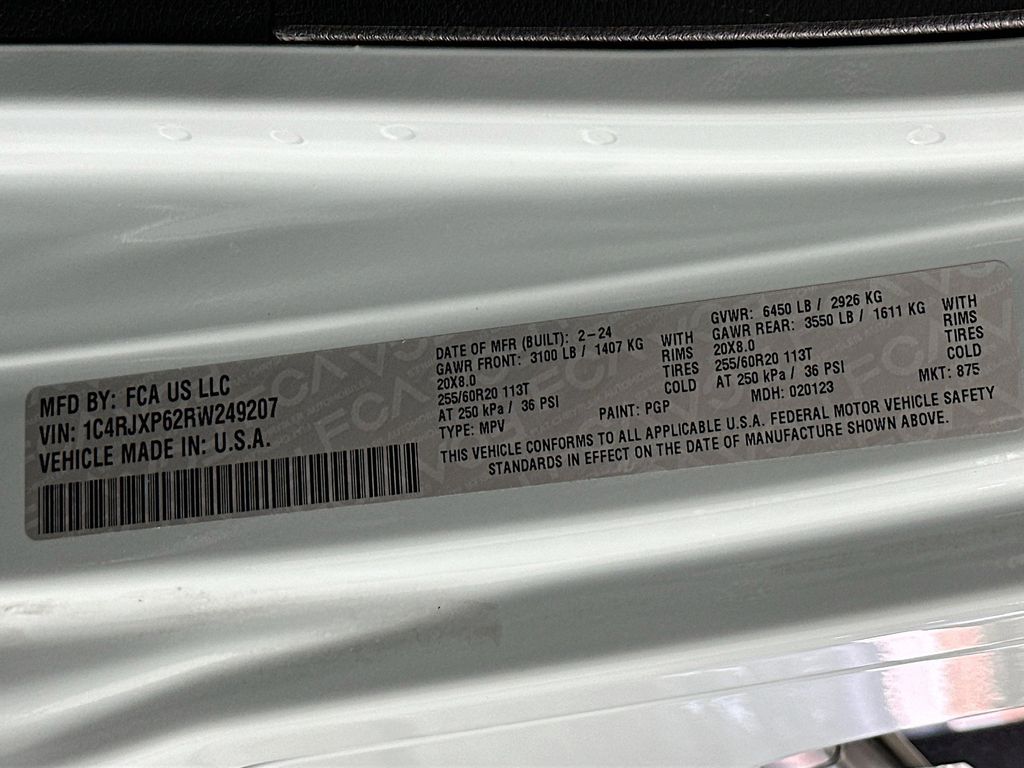 MFD BY: FCA US LLC
VIN: 1C4RJXP62RW249207
VEHICLE MADE IN: U.S.A.
DATE OF MFR (BUILT): 2-24
GAWR FRONT: 3100 LB / 1407 KG WITH
20X8.0 RIMS
255/60R20 113T TIRES
AT 250 kPa / 36 PSI COLD
TYPE: MPV
PAINT: PGP
GVWR: 6450 LB / 2926 KG
GAWR REAR: 3550 LB / 1611 KG WITH
20X8.0 RIMS
255/60R20 113T TIRES
AT 250 kPa / 36 PSI COLD
MDH: 020123
MKT: 875
THIS VEHICLE CONFORMS TO ALL APPLICABLE U.S.A. FEDERAL MOTOR VEHICLE SAFETY
STANDARDS IN EFFECT ON THE DATE OF MANUFACTURE SHOWN ABOVE.